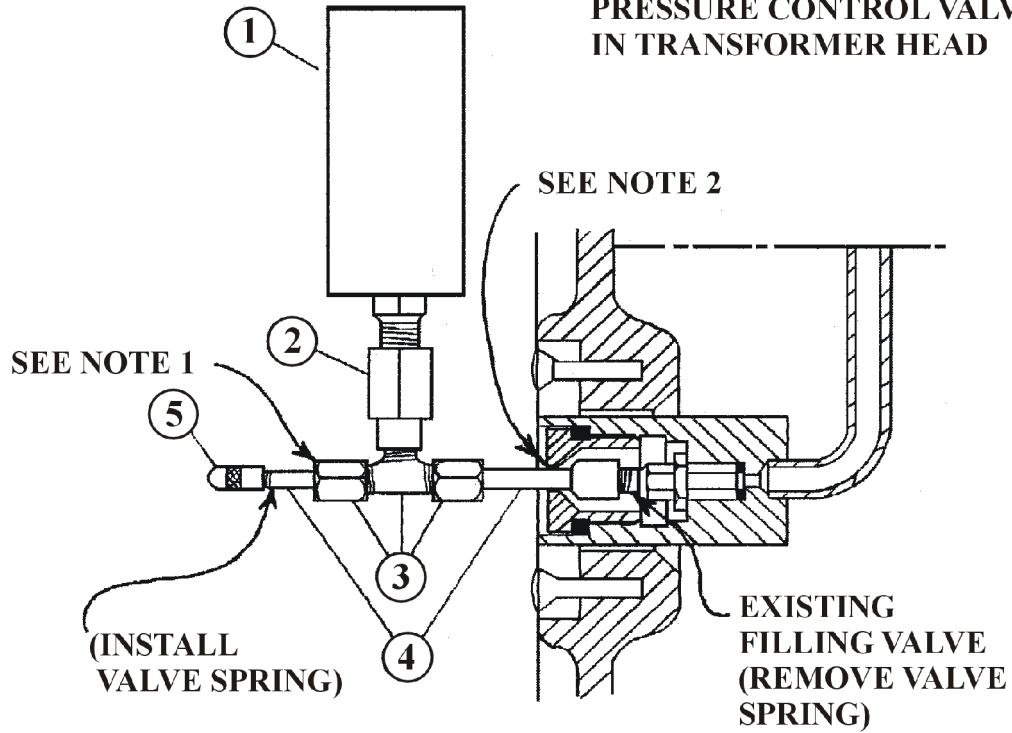 PRESSURE CONTROL
IN TRANSFORMER HEAD
1
SEE NOTE 2
2
SEE NOTE 1
5
3
4
(INSTALL
VALVE SPRING)
EXISTING
FILLING VALVE
(REMOVE VALVE
SPRING)